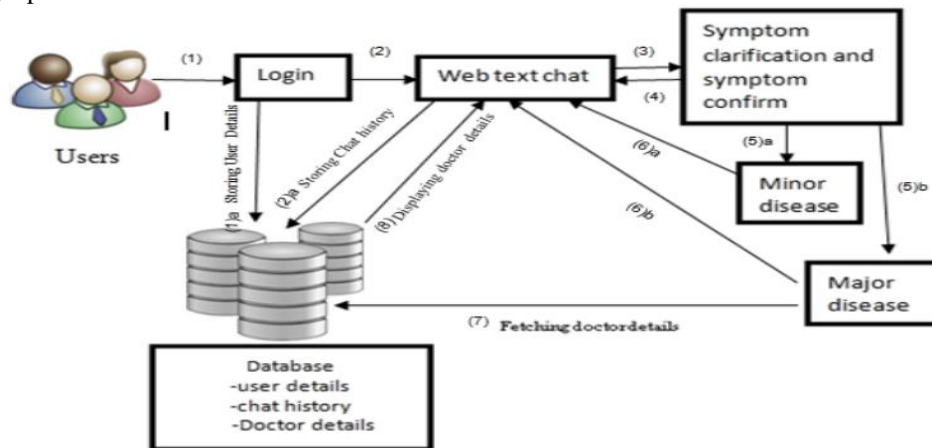 (1)
Login
(2)
Web text chat
(3)
(4)
Symptom
clarification and
symptom
confirm
Users
(1)a Storing User Details
(2)a Storing Chat history
(8) Displaying doctor details
(6)a
(6)b
(5)a
(5)b
Minor
disease
Major
disease
(7) Fetching doctordetails
Database
-user details
-chat history
-Doctor details